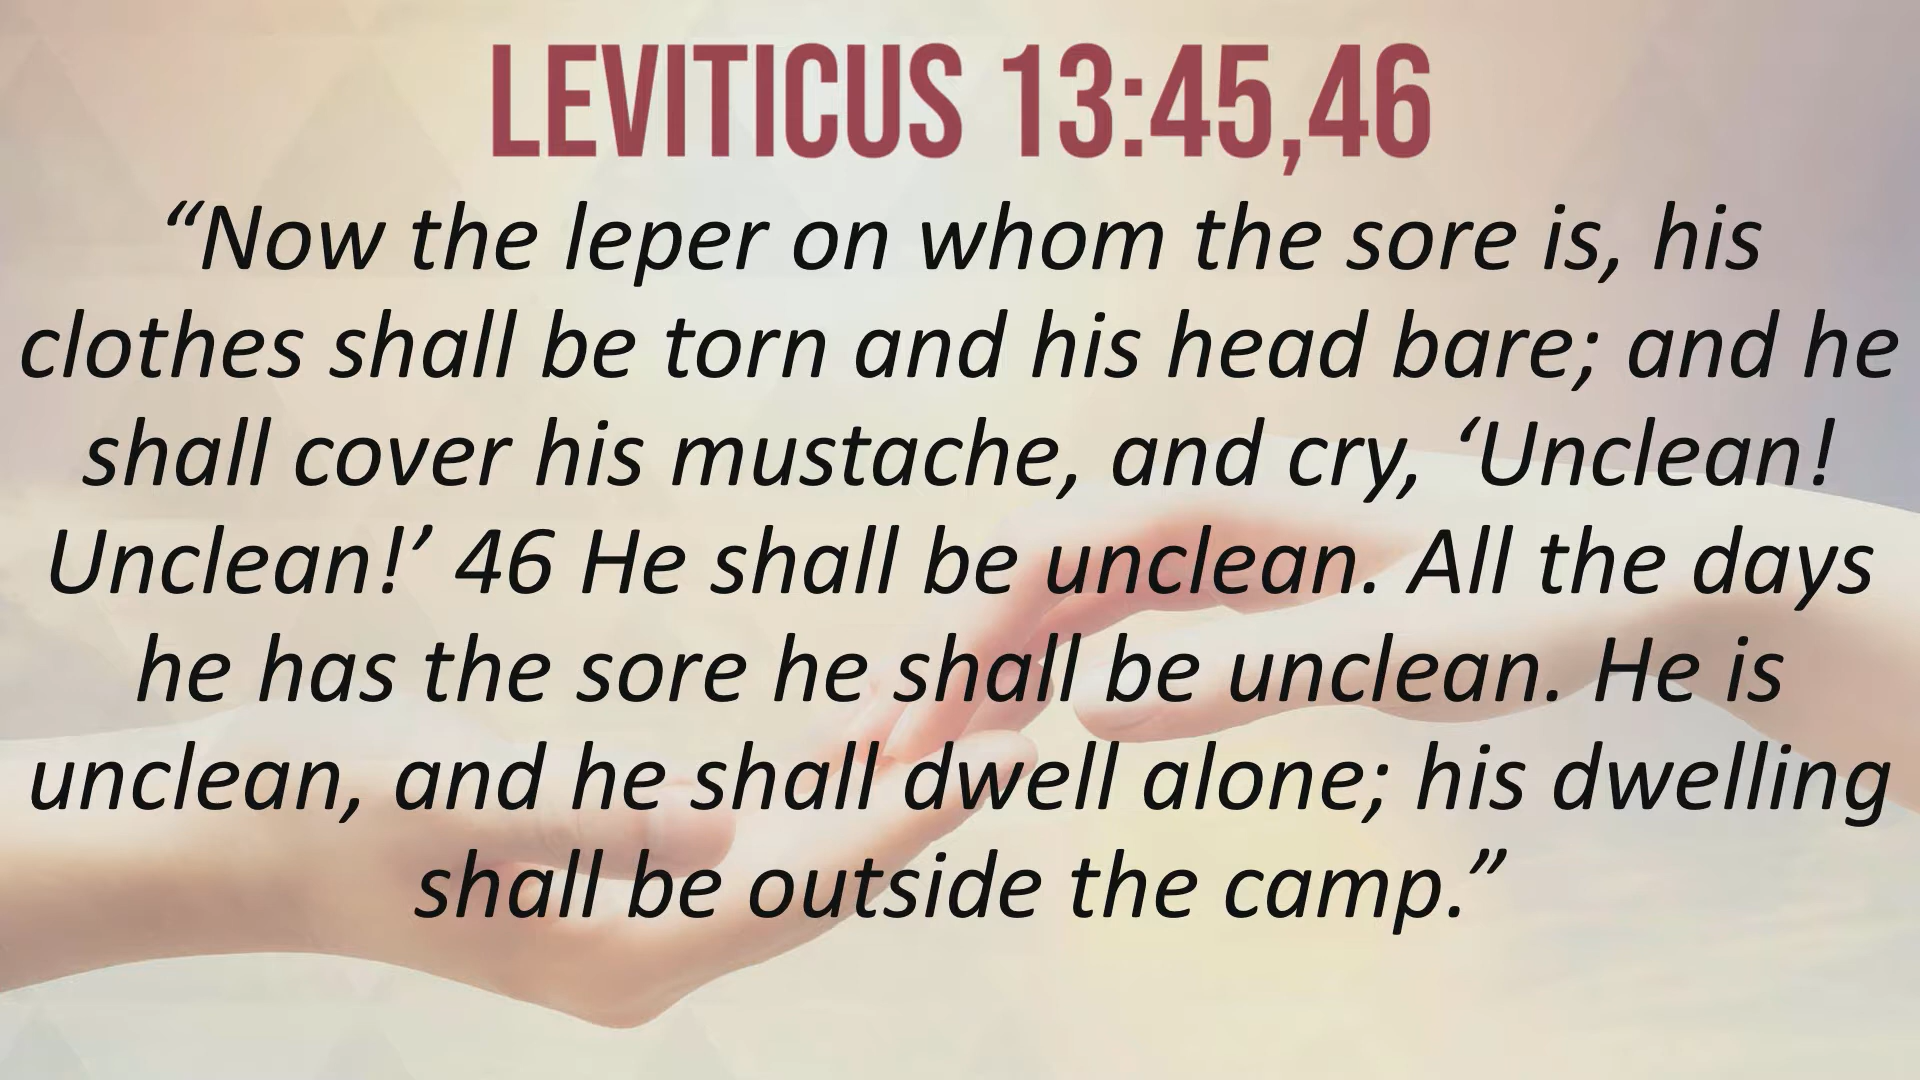 LEVITICUS 13:45,46
“Now the leper on whom the sore is, his
clothes shall be torn and his head bare; and he
shall cover his mustache, and cry, ‘Unclean!
Unclean!’ 46 He shall be unclean. All the days
he has the sore he shall be unclean. He is
unclean, and he shall dwell alone; his dwelling
shall be outside the camp.”